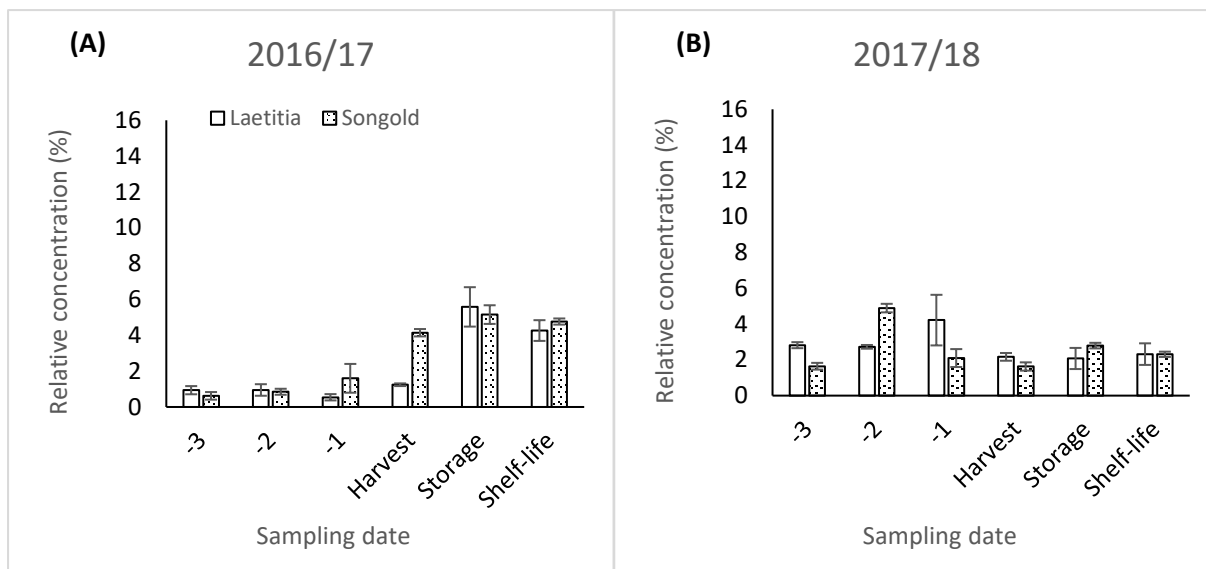 (A)
2016/17
Laetitia
Songold
Relative concentration (%)
16
14
12
10
8
6
4
2
0
-3
-2
-1
Harvest
Storage
Shelf-life
Sampling date
(B)
2017/18
Relative concentration (%)
16
14
12
10
8
6
4
2
0
-3
-2
-1
Harvest
Storage
Shelf-life
Sampling date